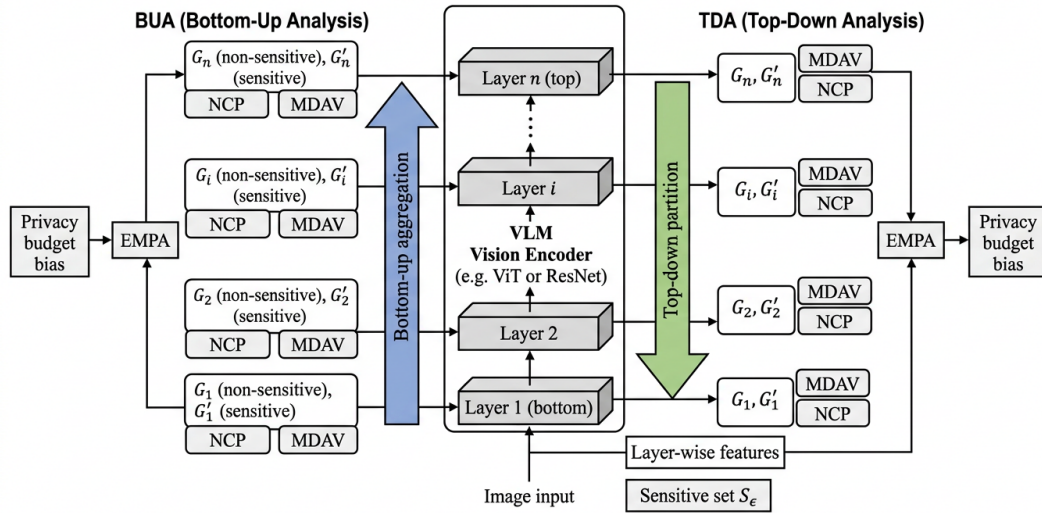 BUA (Bottom-Up Analysis)
TDA (Top-Down Analysis)
Gₙ (non-sensitive), G′ₙ
(sensitive)
NCP
MDAV
Layer n (top)
Gₙ, G′ₙ
MDAV
NCP
Gᵢ (non-sensitive), G′ᵢ
(sensitive)
NCP
MDAV
Layer i
Gᵢ, G′ᵢ
MDAV
NCP
Privacy
budget
bias
EMPA
Bottom-up aggregation
VLM
Vision Encoder
(e.g. ViT or ResNet)
Top-down partition
EMPA
Privacy
budget
bias
G₂ (non-sensitive), G′₂
(sensitive)
NCP
MDAV
Layer 2
G₂, G′₂
MDAV
NCP
G₁ (non-sensitive),
G′₁ (sensitive)
NCP
MDAV
Layer 1 (bottom)
G₁, G′₁
MDAV
NCP
Layer-wise features
Image input
Sensitive set S_ϵ